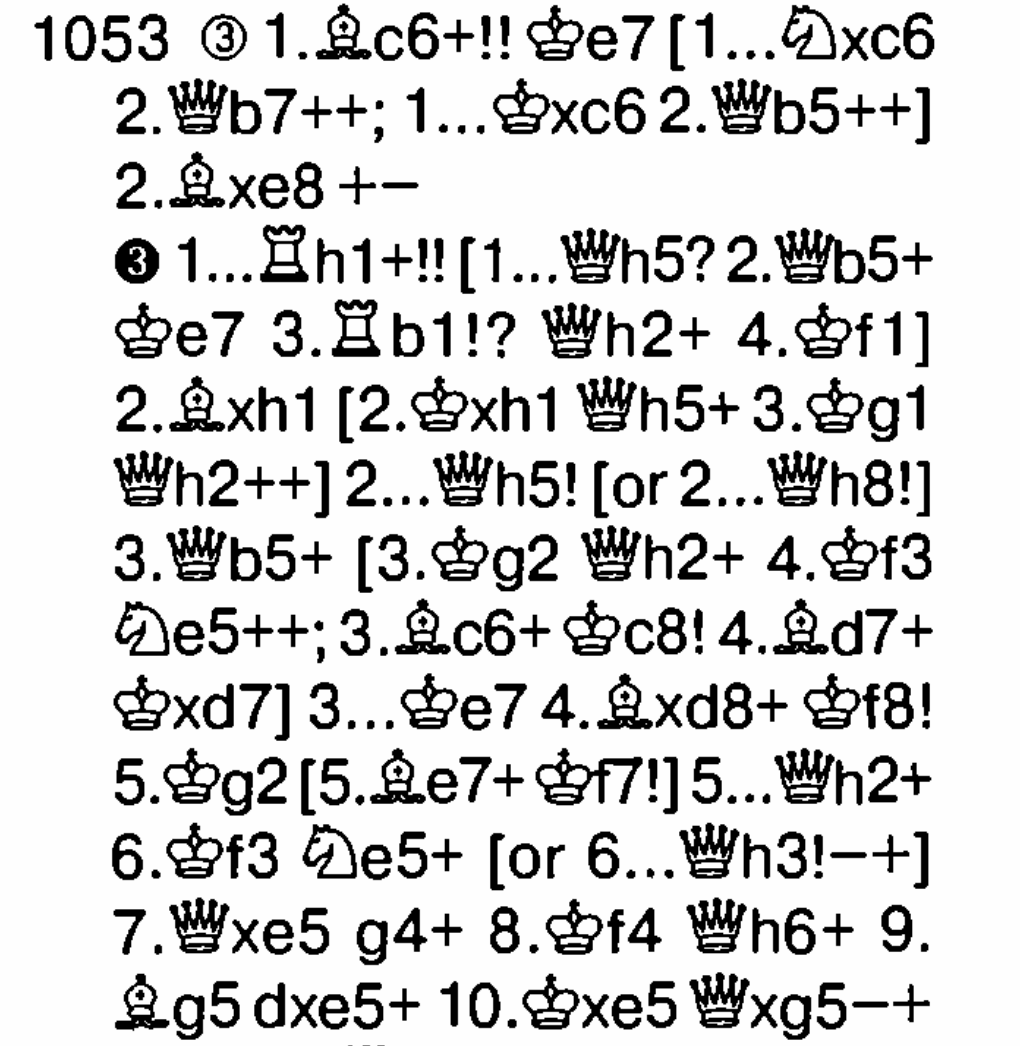 1053 ③ 1.♗c6+!! ♔e7 [1...♘xc6
2.♕b7++; 1...♔xc6 2.♕b5++]
2.♗xe8 +−
❸ 1...♖h1+!! [1...♕h5? 2.♕b5+
♔e7 3.♖b1!? ♕h2+ 4.♔f1]
2.♗xh1 [2.♔xh1 ♕h5+ 3.♔g1
♕h2++] 2...♕h5! [or 2...♕h8!]
3.♕b5+ [3.♔g2 ♕h2+ 4.♔f3
♘e5++; 3.♗c6+ ♔c8! 4.♗d7+
♔xd7] 3...♔e7 4.♗xd8+ ♔f8!
5.♔g2 [5.♗e7+ ♔f7!] 5...♕h2+
6.♔f3 ♘e5+ [or 6...♕h3!−+]
7.♕xe5 g4+ 8.♔f4 ♕h6+ 9.
♗g5 dxe5+ 10.♔xe5 ♕xg5−+